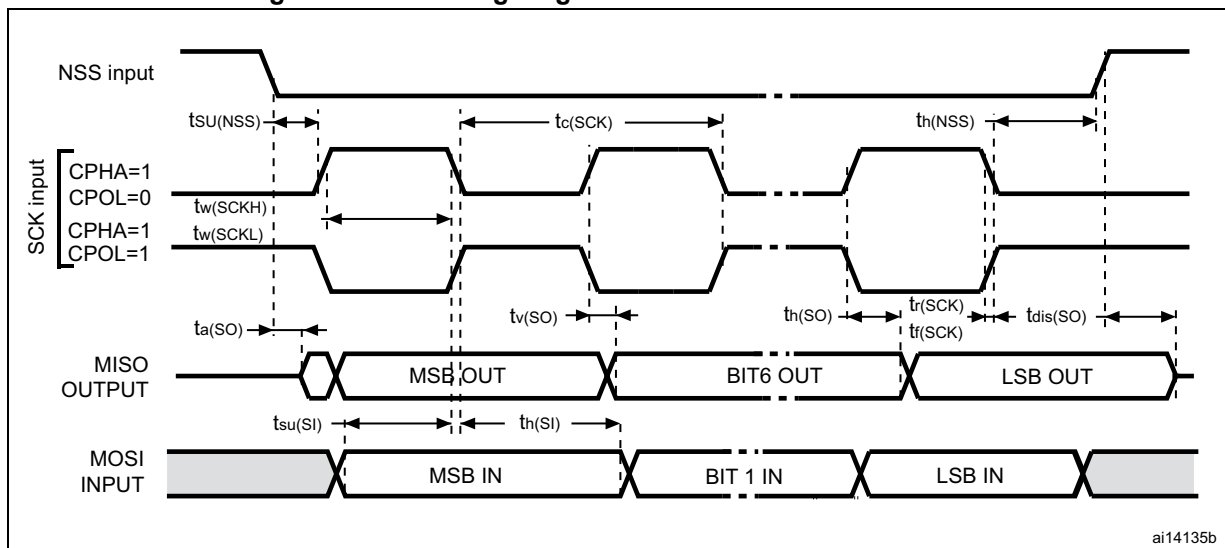 NSS input
tSU(NSS)
tc(SCK)
th(NSS)
SCK input
CPHA=1
CPOL=0
tw(SCKH)
CPHA=1
tw(SCKL)
CPOL=1
ta(SO)
tv(SO)
th(SO)
tr(SCK)
tf(SCK)
tdis(SO)
MISO
OUTPUT
MSB OUT
BIT6 OUT
LSB OUT
tsu(SI)
th(SI)
MOSI
INPUT
MSB IN
BIT 1 IN
LSB IN
ai14135b